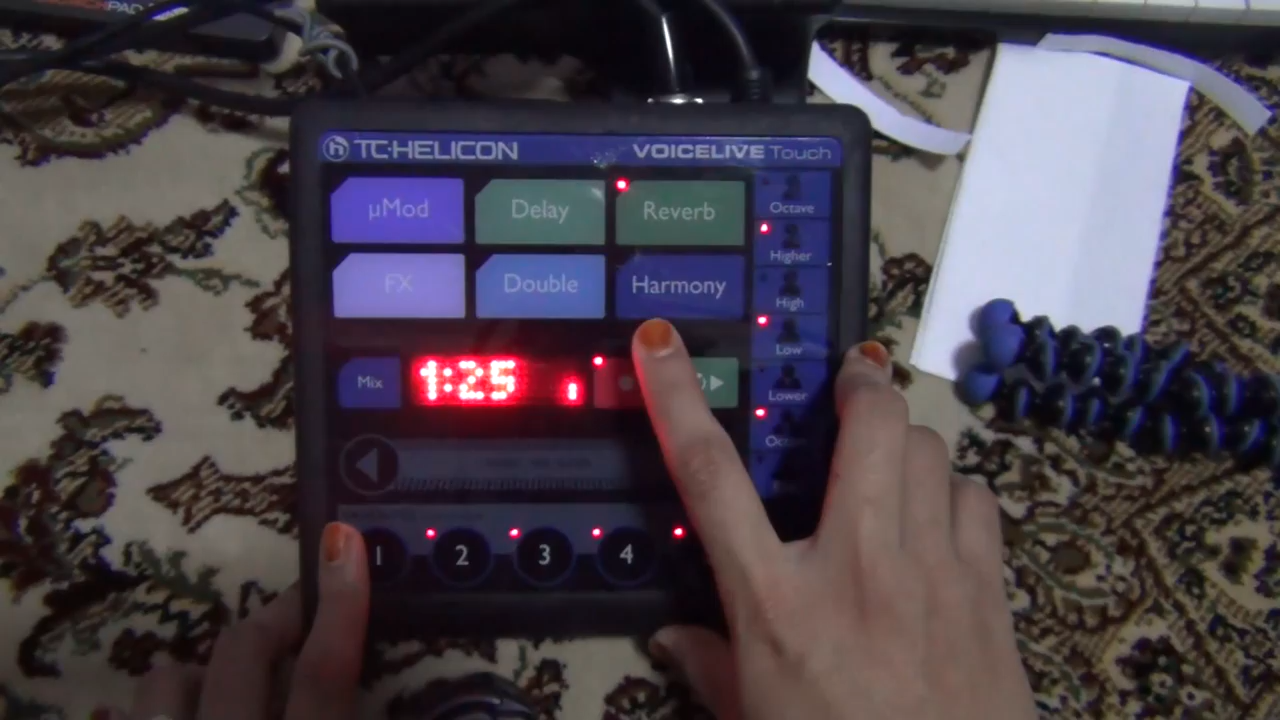 PAD
TC·HELICON VOICELIVE Touch
µMod Delay Reverb Octave
Higher
FX Double Harmony High
Low
Mix 1:25 Lower
1 2 3 4